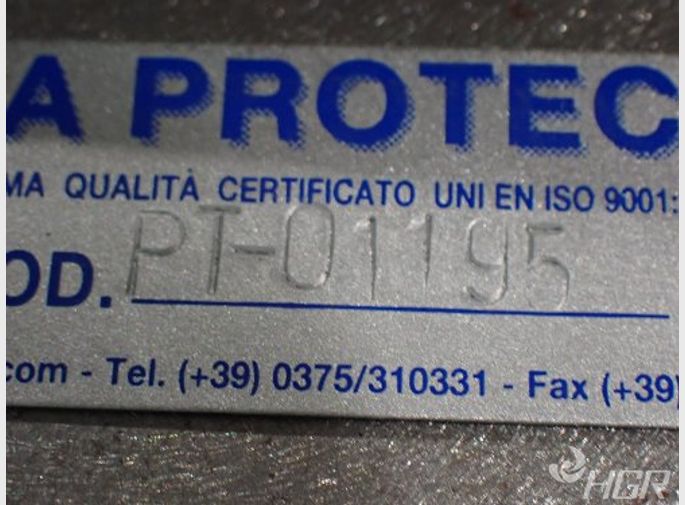 A PROTEC
MA QUALITÀ CERTIFICATO UNI EN ISO 9001:
OD. PT-01195
com - Tel. (+39) 0375/310331 - Fax (+39)
HGR